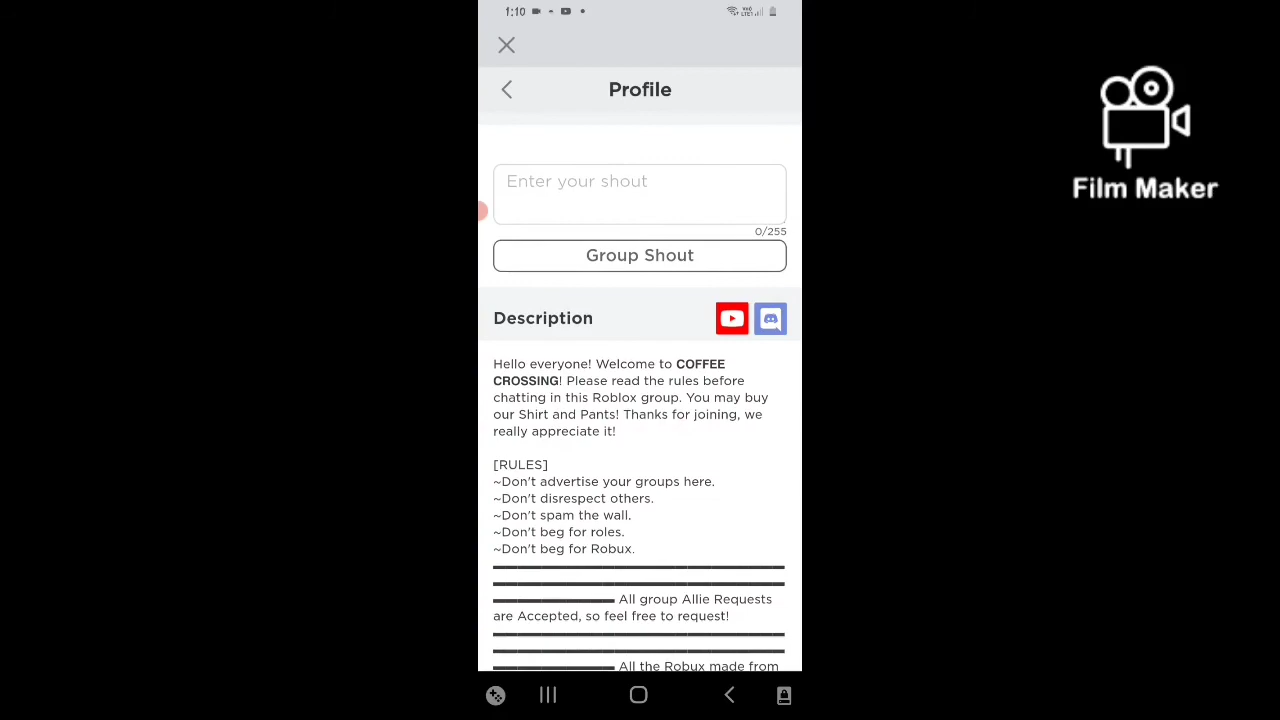 1:10
Profile
Enter your shout
0/255
Group Shout
Description
Hello everyone! Welcome to COFFEE
CROSSING! Please read the rules before
chatting in this Roblox group. You may buy
our Shirt and Pants! Thanks for joining, we
really appreciate it!
[RULES]
~Don't advertise your groups here.
~Don't disrespect others.
~Don't spam the wall.
~Don't beg for roles.
~Don't beg for Robux.
All group Allie Requests
are Accepted, so feel free to request!
All the Robux made from
Film Maker